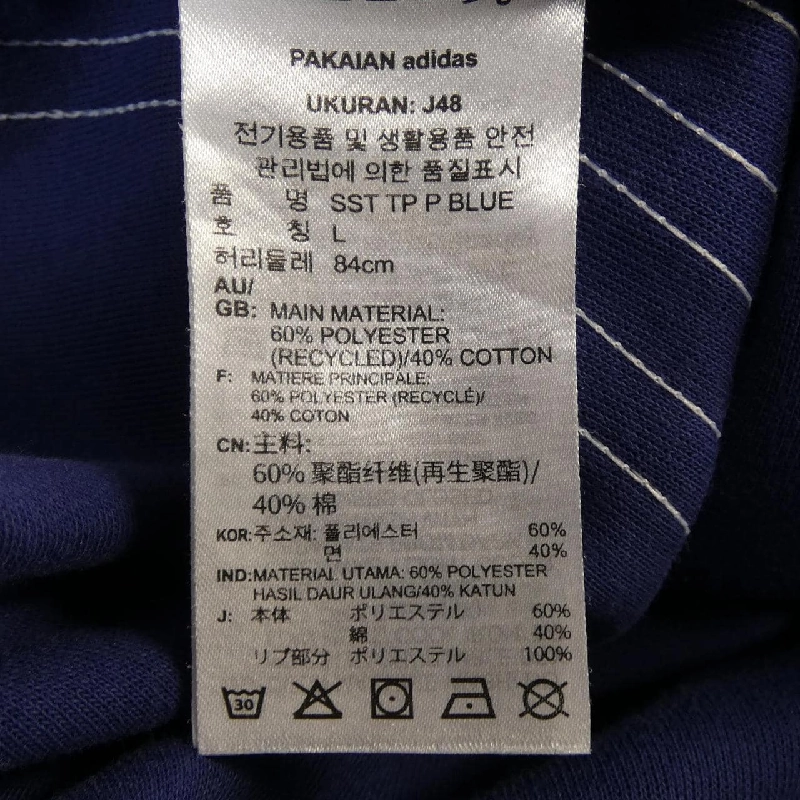 PAKAIAN adidas
UKURAN: J48
전기용품 및 생활용품 안전
관리법에 의한 품질표시
품 명 SST TP P BLUE
호 칭 L
허리둘레 84cm
AU/
GB: MAIN MATERIAL:
60% POLYESTER
(RECYCLED)/40% COTTON
F: MATIERE PRINCIPALE:
60% POLYESTER (RECYCLÉ)/
40% COTON
CN:主料:
60% 聚酯纤维(再生聚酯)/
40% 棉
KOR:주소재: 폴리에스터 60%
면 40%
IND:MATERIAL UTAMA: 60% POLYESTER
HASIL DAUR ULANG/40% KATUN
J: 本体 ポリエステル 60%
綿 40%
リブ部分 ポリエステル 100%
30